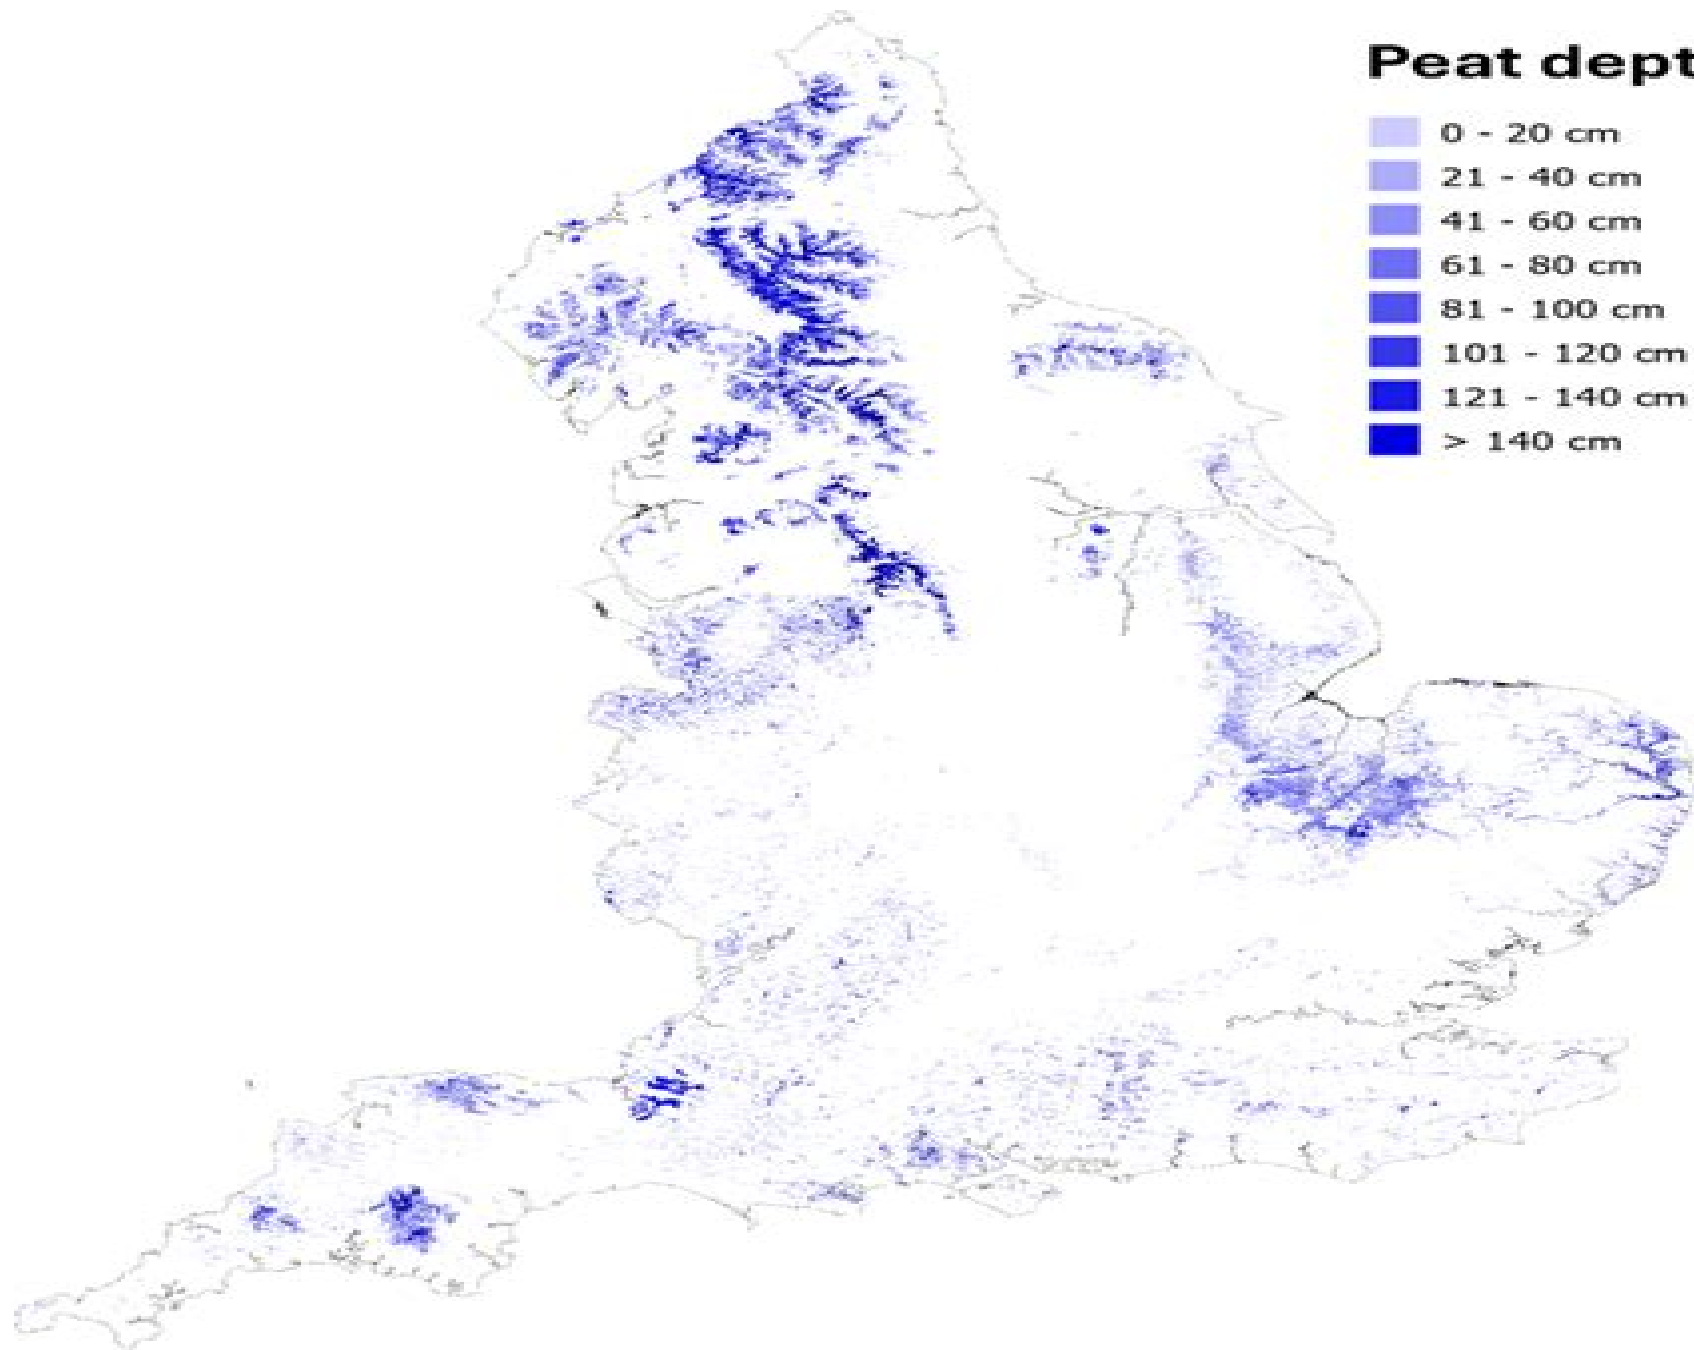 Peat dept
0 - 20 cm
21 - 40 cm
41 - 60 cm
61 - 80 cm
81 - 100 cm
101 - 120 cm
121 - 140 cm
> 140 cm